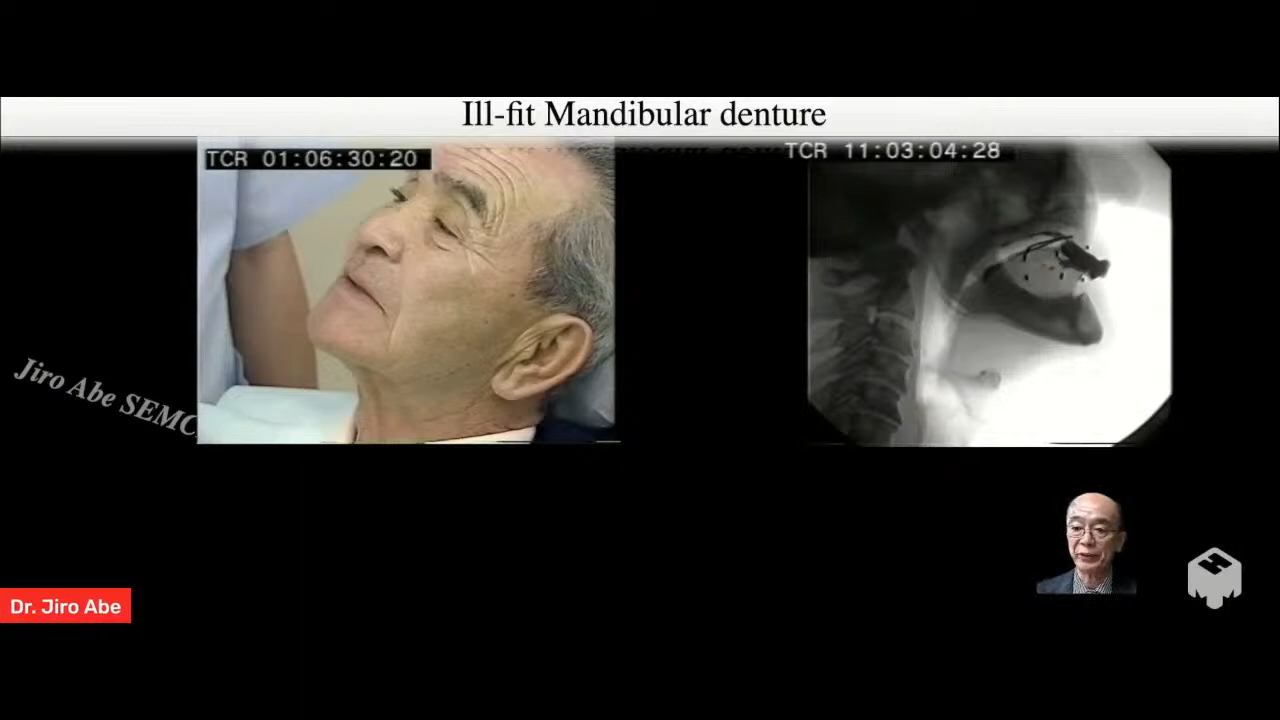 Ill-fit Mandibular denture
TCR 01:06:30:20
TCR 11:03:04:28
Jiro Abe SEMC
Dr. Jiro Abe